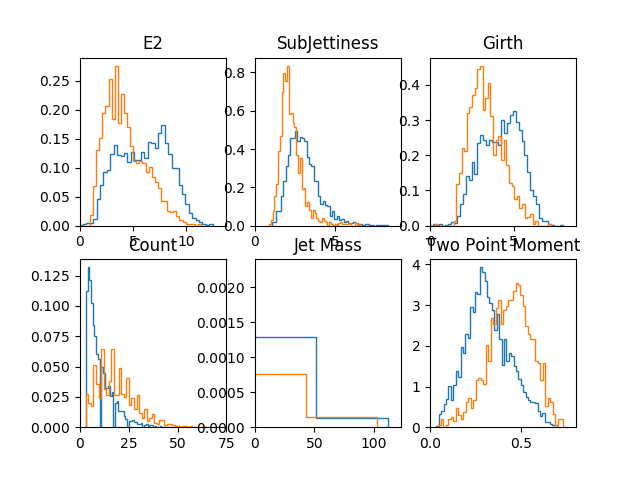 E2 SubJettiness Girth
0.25 0.20 0.15 0.10 0.05 0.00
0 5 10
0.8 0.6 0.4 0.2 0.0
0
0.4 0.3 0.2 0.1 0.0
5
Count Jet Mass Two Point Moment
0.125 0.100 0.075 0.050 0.025 0.000
0 25 50 75
0.0020 0.0015 0.0010 0.0005 0.0000
0 50 100
4 3 2 1 0
0.0 0.5